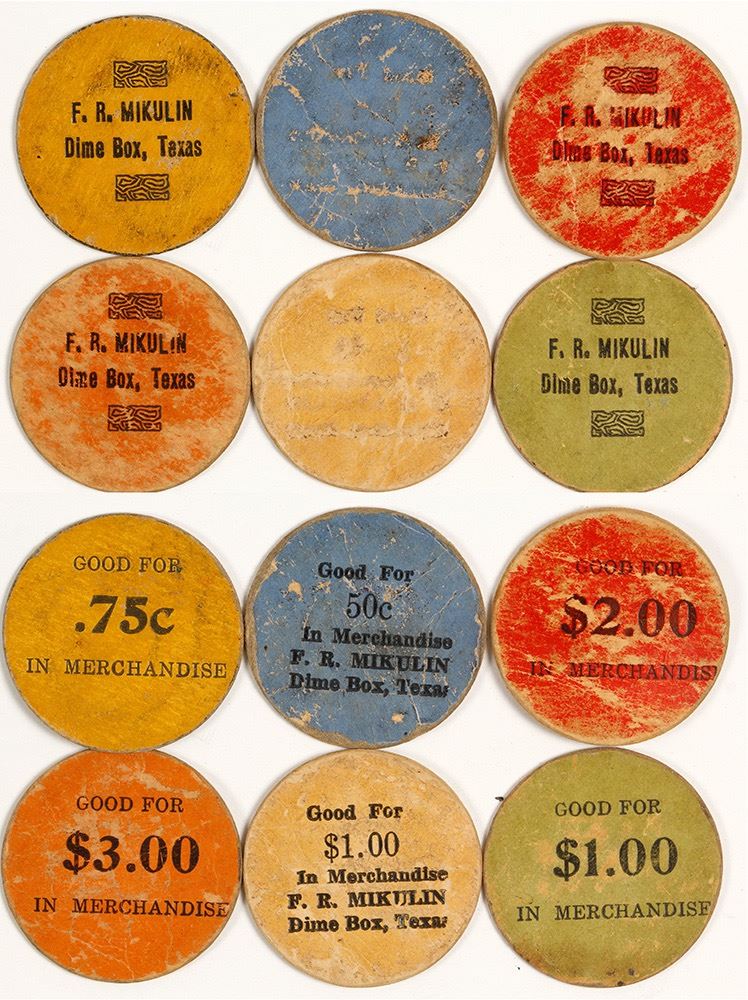 F. R. MIKULIN
Dime Box, Texas
F. R. MIKULIN
Dime Box, Texas
F. R. MIKULIN
Dime Box, Texas
F. R. MIKULIN
Dime Box, Texas
GOOD FOR
.75c
IN MERCHANDISE
Good For
50c
In Merchandise
F. R. MIKULIN
Dime Box, Texas
GOOD FOR
$2.00
IN MERCHANDISE
GOOD FOR
$3.00
IN MERCHANDISE
Good For
$1.00
In Merchandise
F. R. MIKULIN
Dime Box, Texas
GOOD FOR
$1.00
IN MERCHANDISE